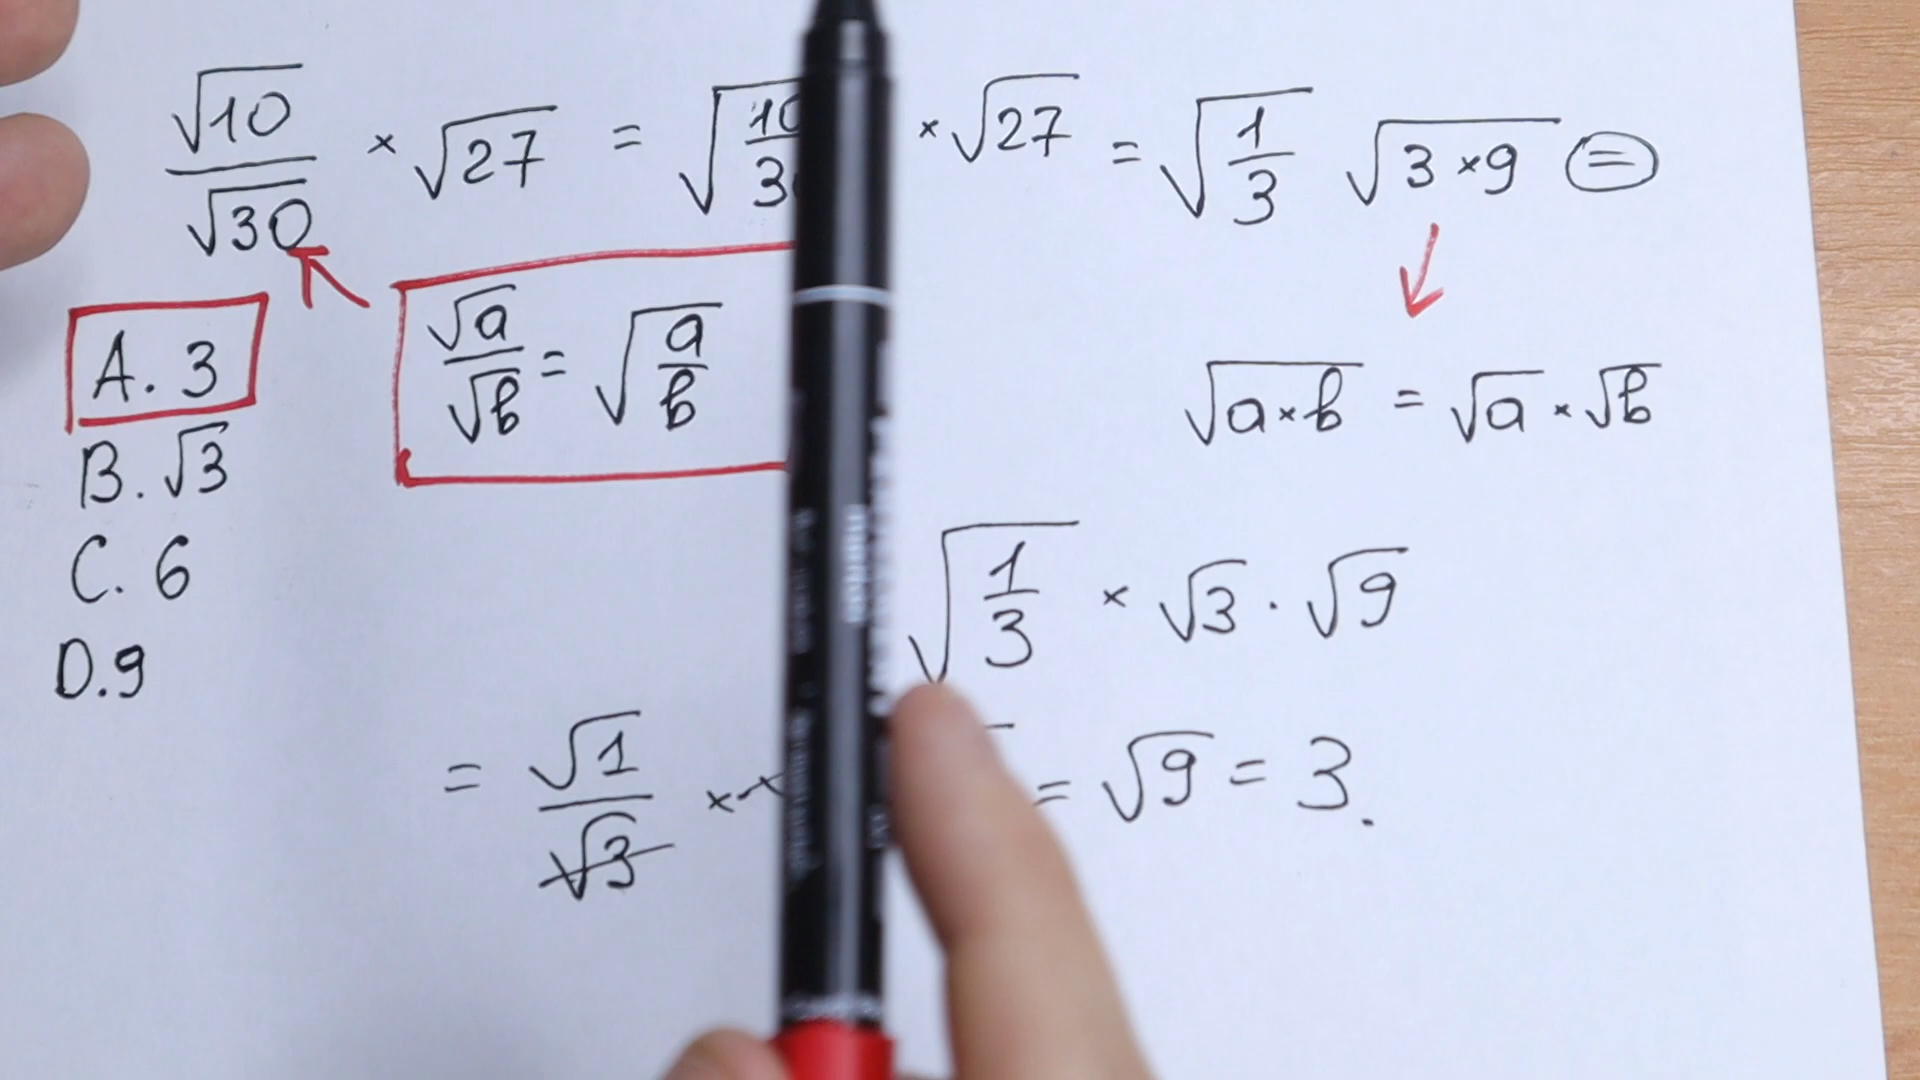 √10/√30 × √27 = √10/3 × √27 = √1/3 √3×9 =
A. 3
B. √3
C. 6
D. 9
√a/√b = √a/b
√a×b = √a × √b
√1/3 × √3 · √9
= √1/√3 × = √9 = 3.